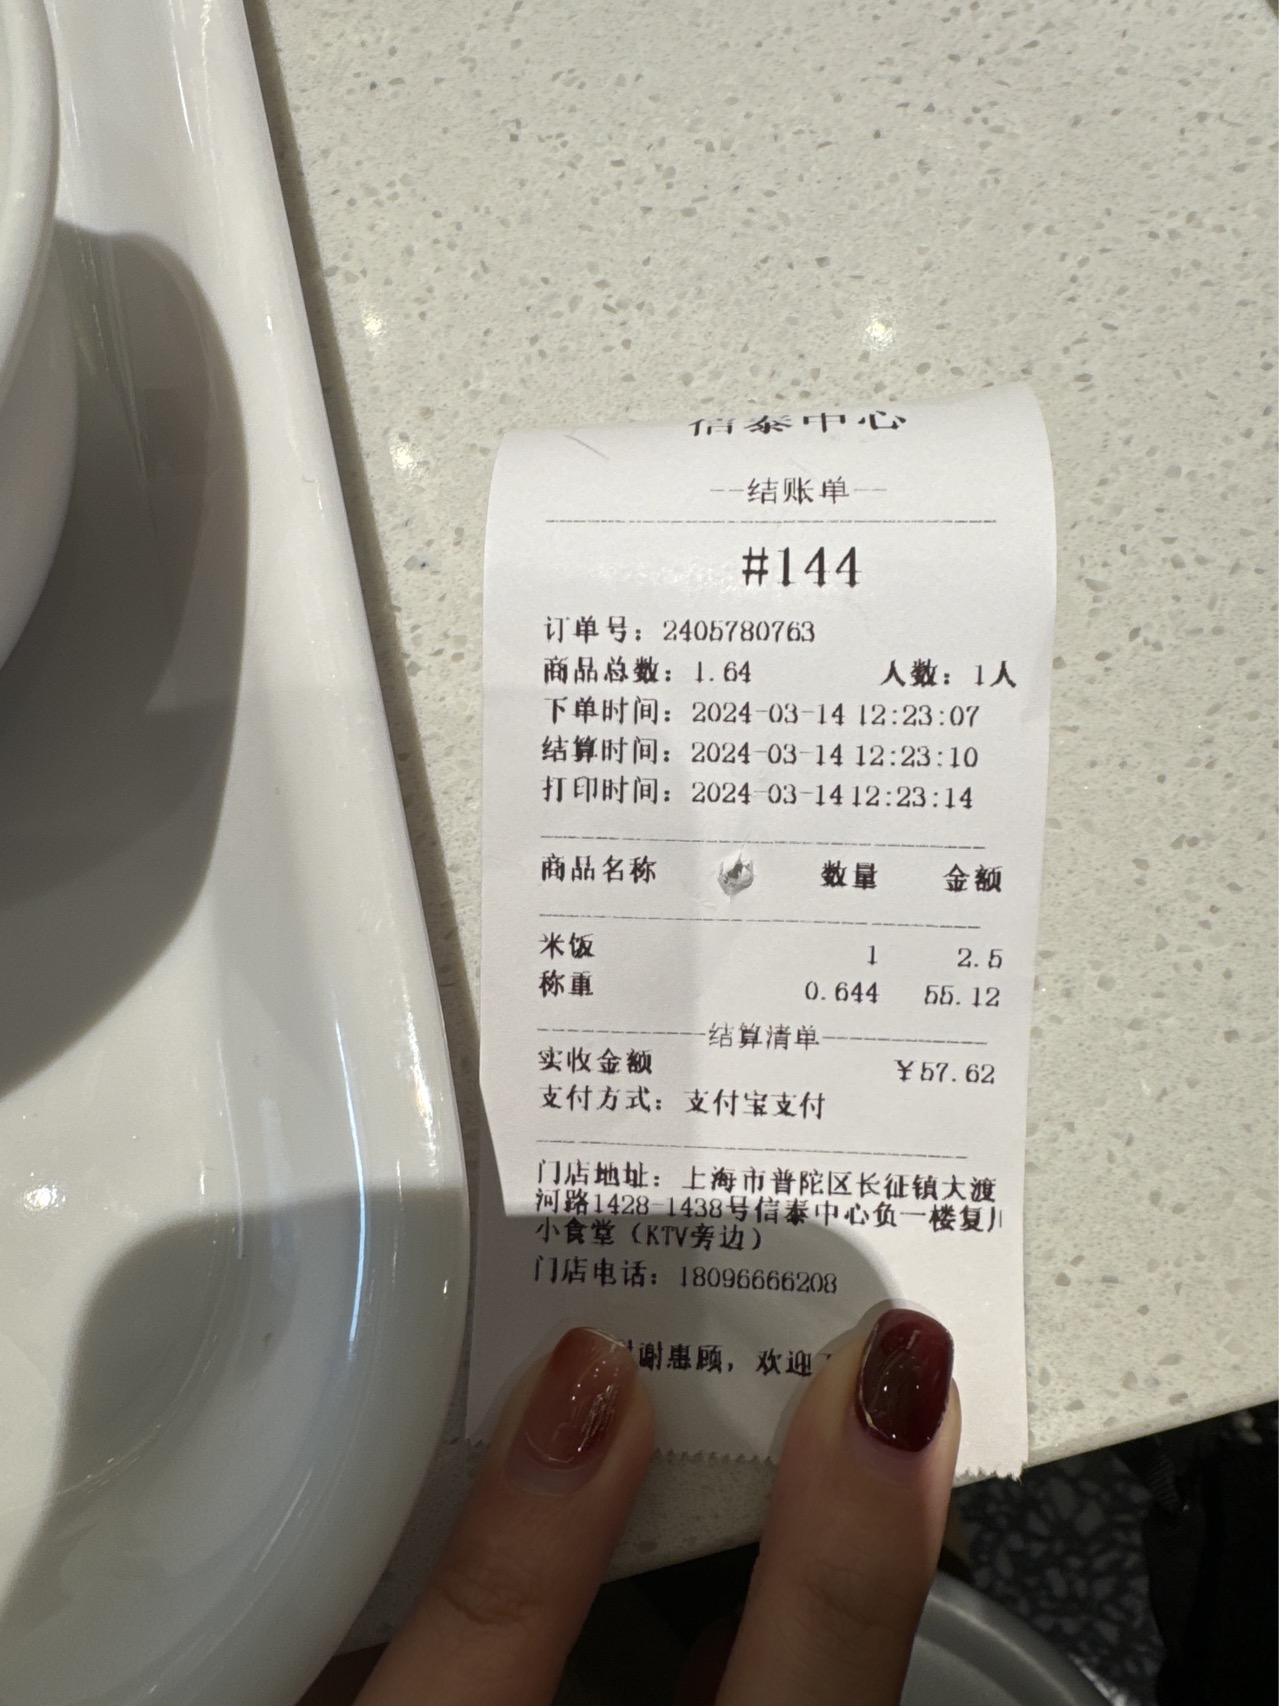 信泰中心
--结账单--
#144
订单号：2405780763
商品总数：1.64 人数：1人
下单时间：2024-03-14 12:23:07
结算时间：2024-03-14 12:23:10
打印时间：2024-03-14 12:23:14
商品名称 数量 金额
米饭 1 2.5
称重 0.644 55.12
结算清单
实收金额 ￥57.62
支付方式：支付宝支付
门店地址：上海市普陀区长征镇大渡
河路1428-1438号信泰中心负一楼复川
小食堂（KTV旁边）
门店电话：18096666208
谢惠顾，欢迎